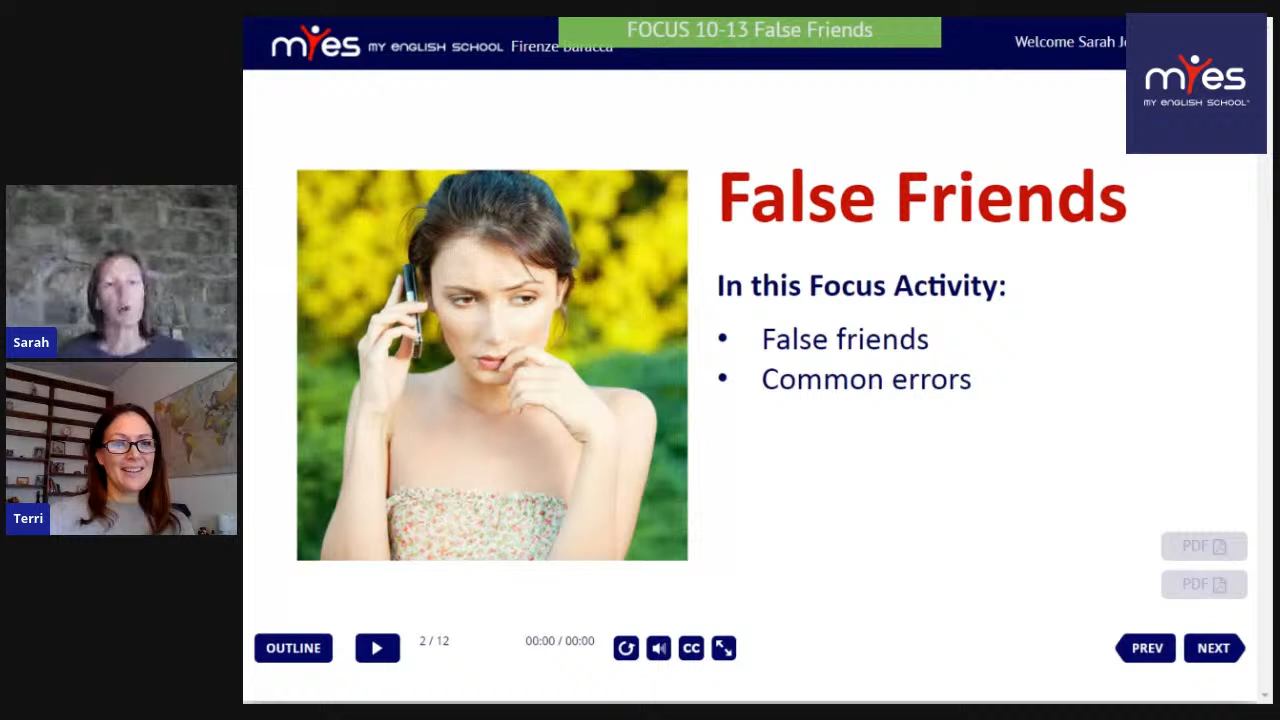 FOCUS 10-13 False Friends
myes MY ENGLISH SCHOOL Firenze Baracca
Welcome Sarah
myes
MY ENGLISH SCHOOL
False Friends
In this Focus Activity:
• False friends
• Common errors
Sarah
Terri
PDF
PDF
OUTLINE
2 / 12
00:00 / 00:00
CC
PREV
NEXT